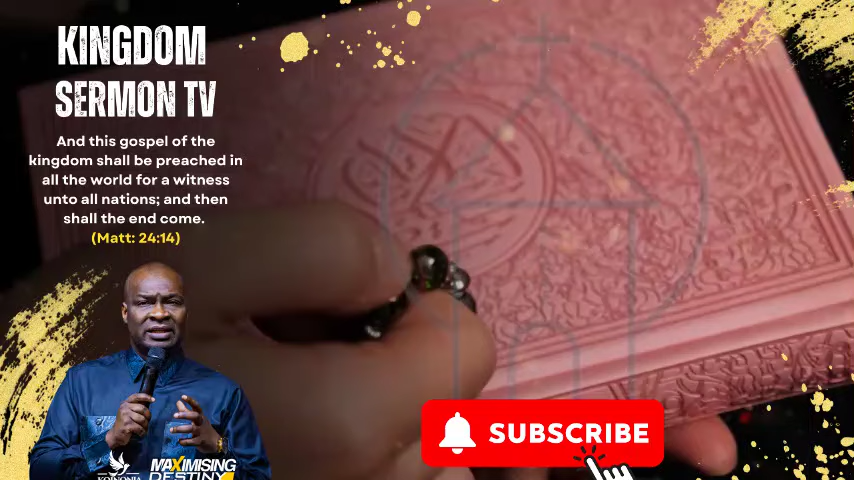 KINGDOM
SERMON TV
And this gospel of the
kingdom shall be preached in
all the world for a witness
unto all nations; and then
shall the end come.
(Matt: 24:14)
KOINONIA
MAXIMISING
DESTINY
SUBSCRIBE